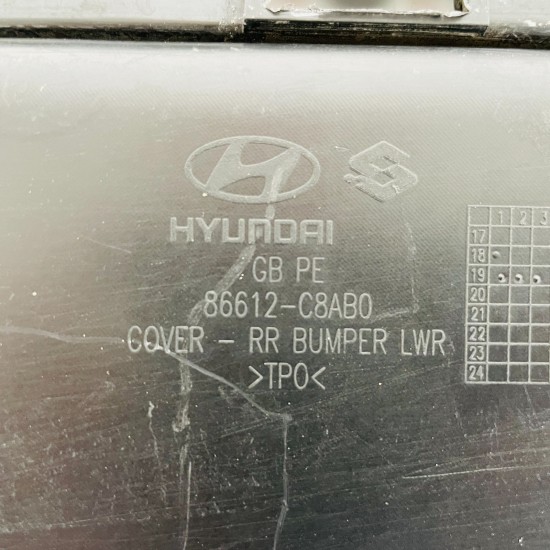 HYUNDAI
GB PE
86612-C8AB0
COVER - RR BUMPER LWR
>TPO<
1 2 3
17
18
19
20
21
22
23
24